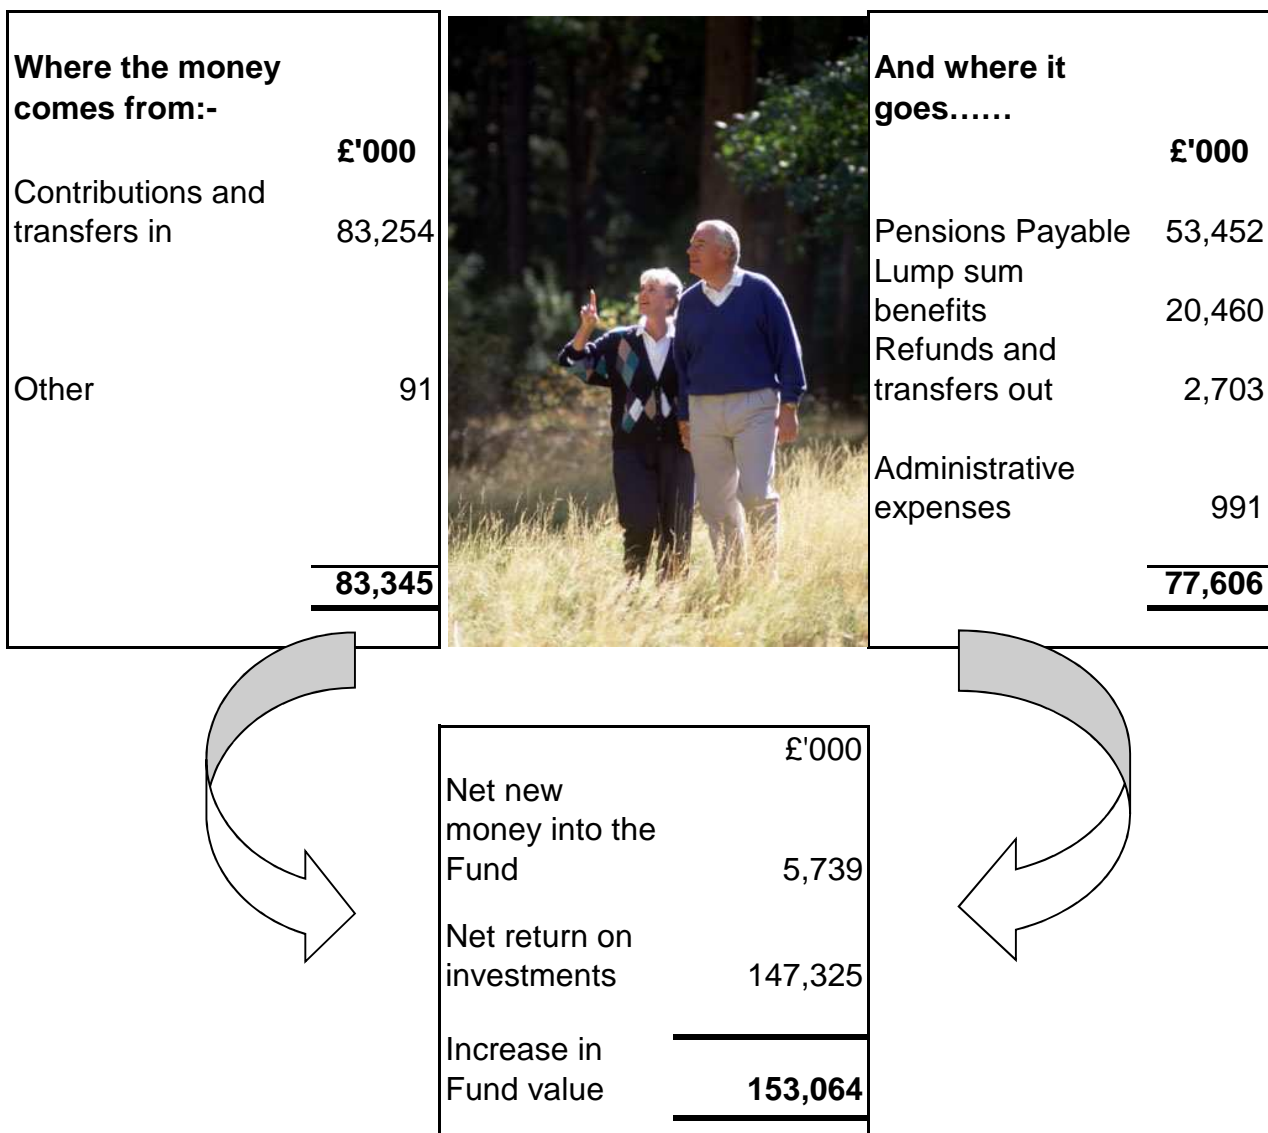 Where the money
comes from:-
£'000
Contributions and
transfers in 83,254
Other 91
83,345
And where it
goes……
£'000
Pensions Payable 53,452
Lump sum
benefits 20,460
Refunds and
transfers out 2,703
Administrative
expenses 991
77,606
£'000
Net new
money into the
Fund 5,739
Net return on
investments 147,325
Increase in
Fund value 153,064